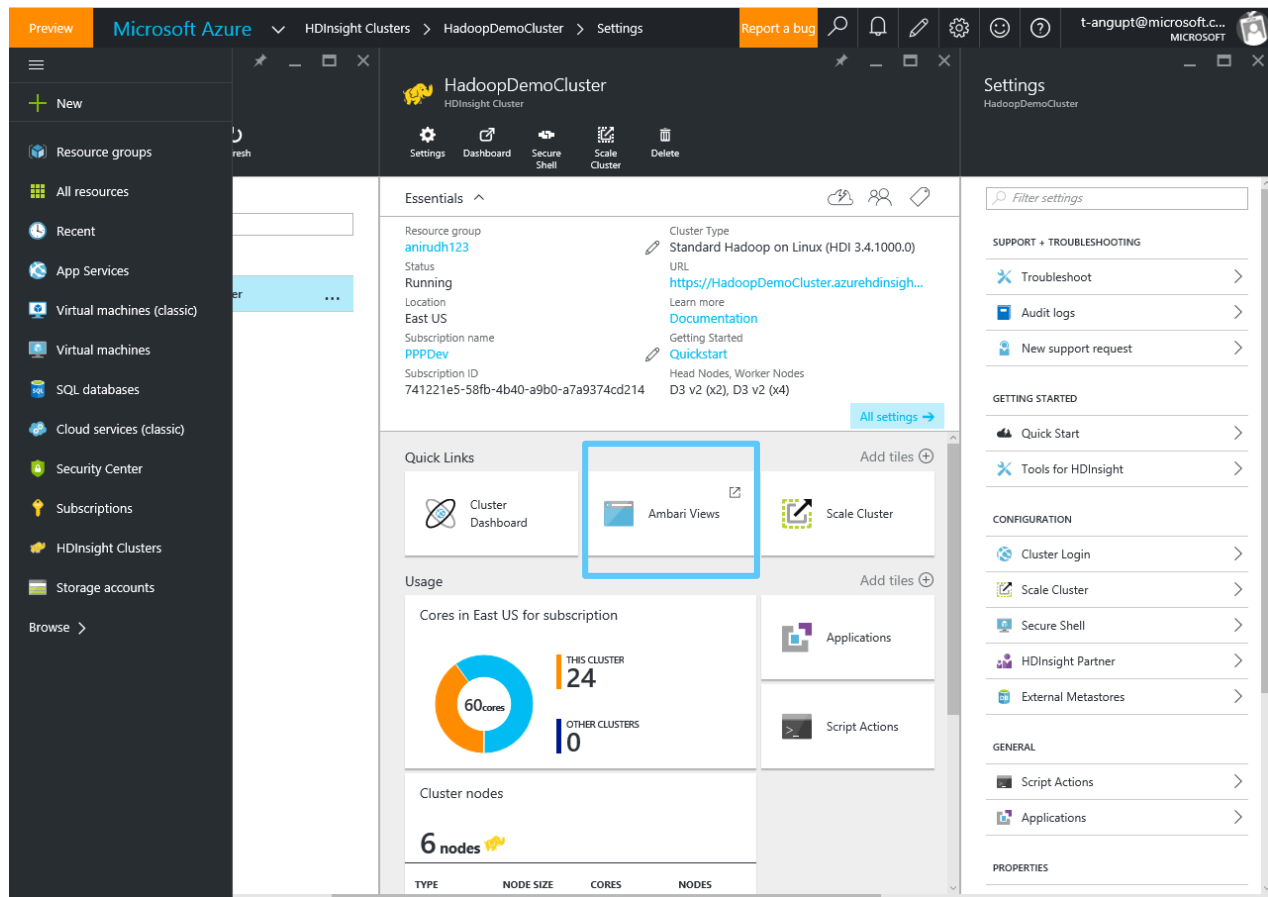 Preview
Microsoft Azure
HDInsight Clusters > HadoopDemoCluster > Settings
Report a bug
t-angupt@microsoft.c...
MICROSOFT
New
Resource groups
All resources
Recent
App Services
Virtual machines (classic)
Virtual machines
SQL databases
Cloud services (classic)
Security Center
Subscriptions
HDInsight Clusters
Storage accounts
Browse >
resh
er
...
HadoopDemoCluster
HDInsight Cluster
Settings
Dashboard
Secure Shell
Scale Cluster
Delete
Essentials
Resource group
anirudh123
Status
Running
Location
East US
Subscription name
PPPDev
Subscription ID
741221e5-58fb-4b40-a9b0-a7a9374cd214
Cluster Type
Standard Hadoop on Linux (HDI 3.4.1000.0)
URL
https://HadoopDemoCluster.azurehdinsigh...
Learn more
Documentation
Getting Started
Quickstart
Head Nodes, Worker Nodes
D3 v2 (x2), D3 v2 (x4)
All settings →
Quick Links
Add tiles
Cluster
Dashboard
Ambari Views
Scale Cluster
Usage
Add tiles
Cores in East US for subscription
60 cores
THIS CLUSTER
24
OTHER CLUSTERS
0
Applications
Script Actions
Cluster nodes
6 nodes
TYPE NODE SIZE CORES NODES
Settings
HadoopDemoCluster
Filter settings
SUPPORT + TROUBLESHOOTING
Troubleshoot
Audit logs
New support request
GETTING STARTED
Quick Start
Tools for HDInsight
CONFIGURATION
Cluster Login
Scale Cluster
Secure Shell
HDInsight Partner
External Metastores
GENERAL
Script Actions
Applications
PROPERTIES